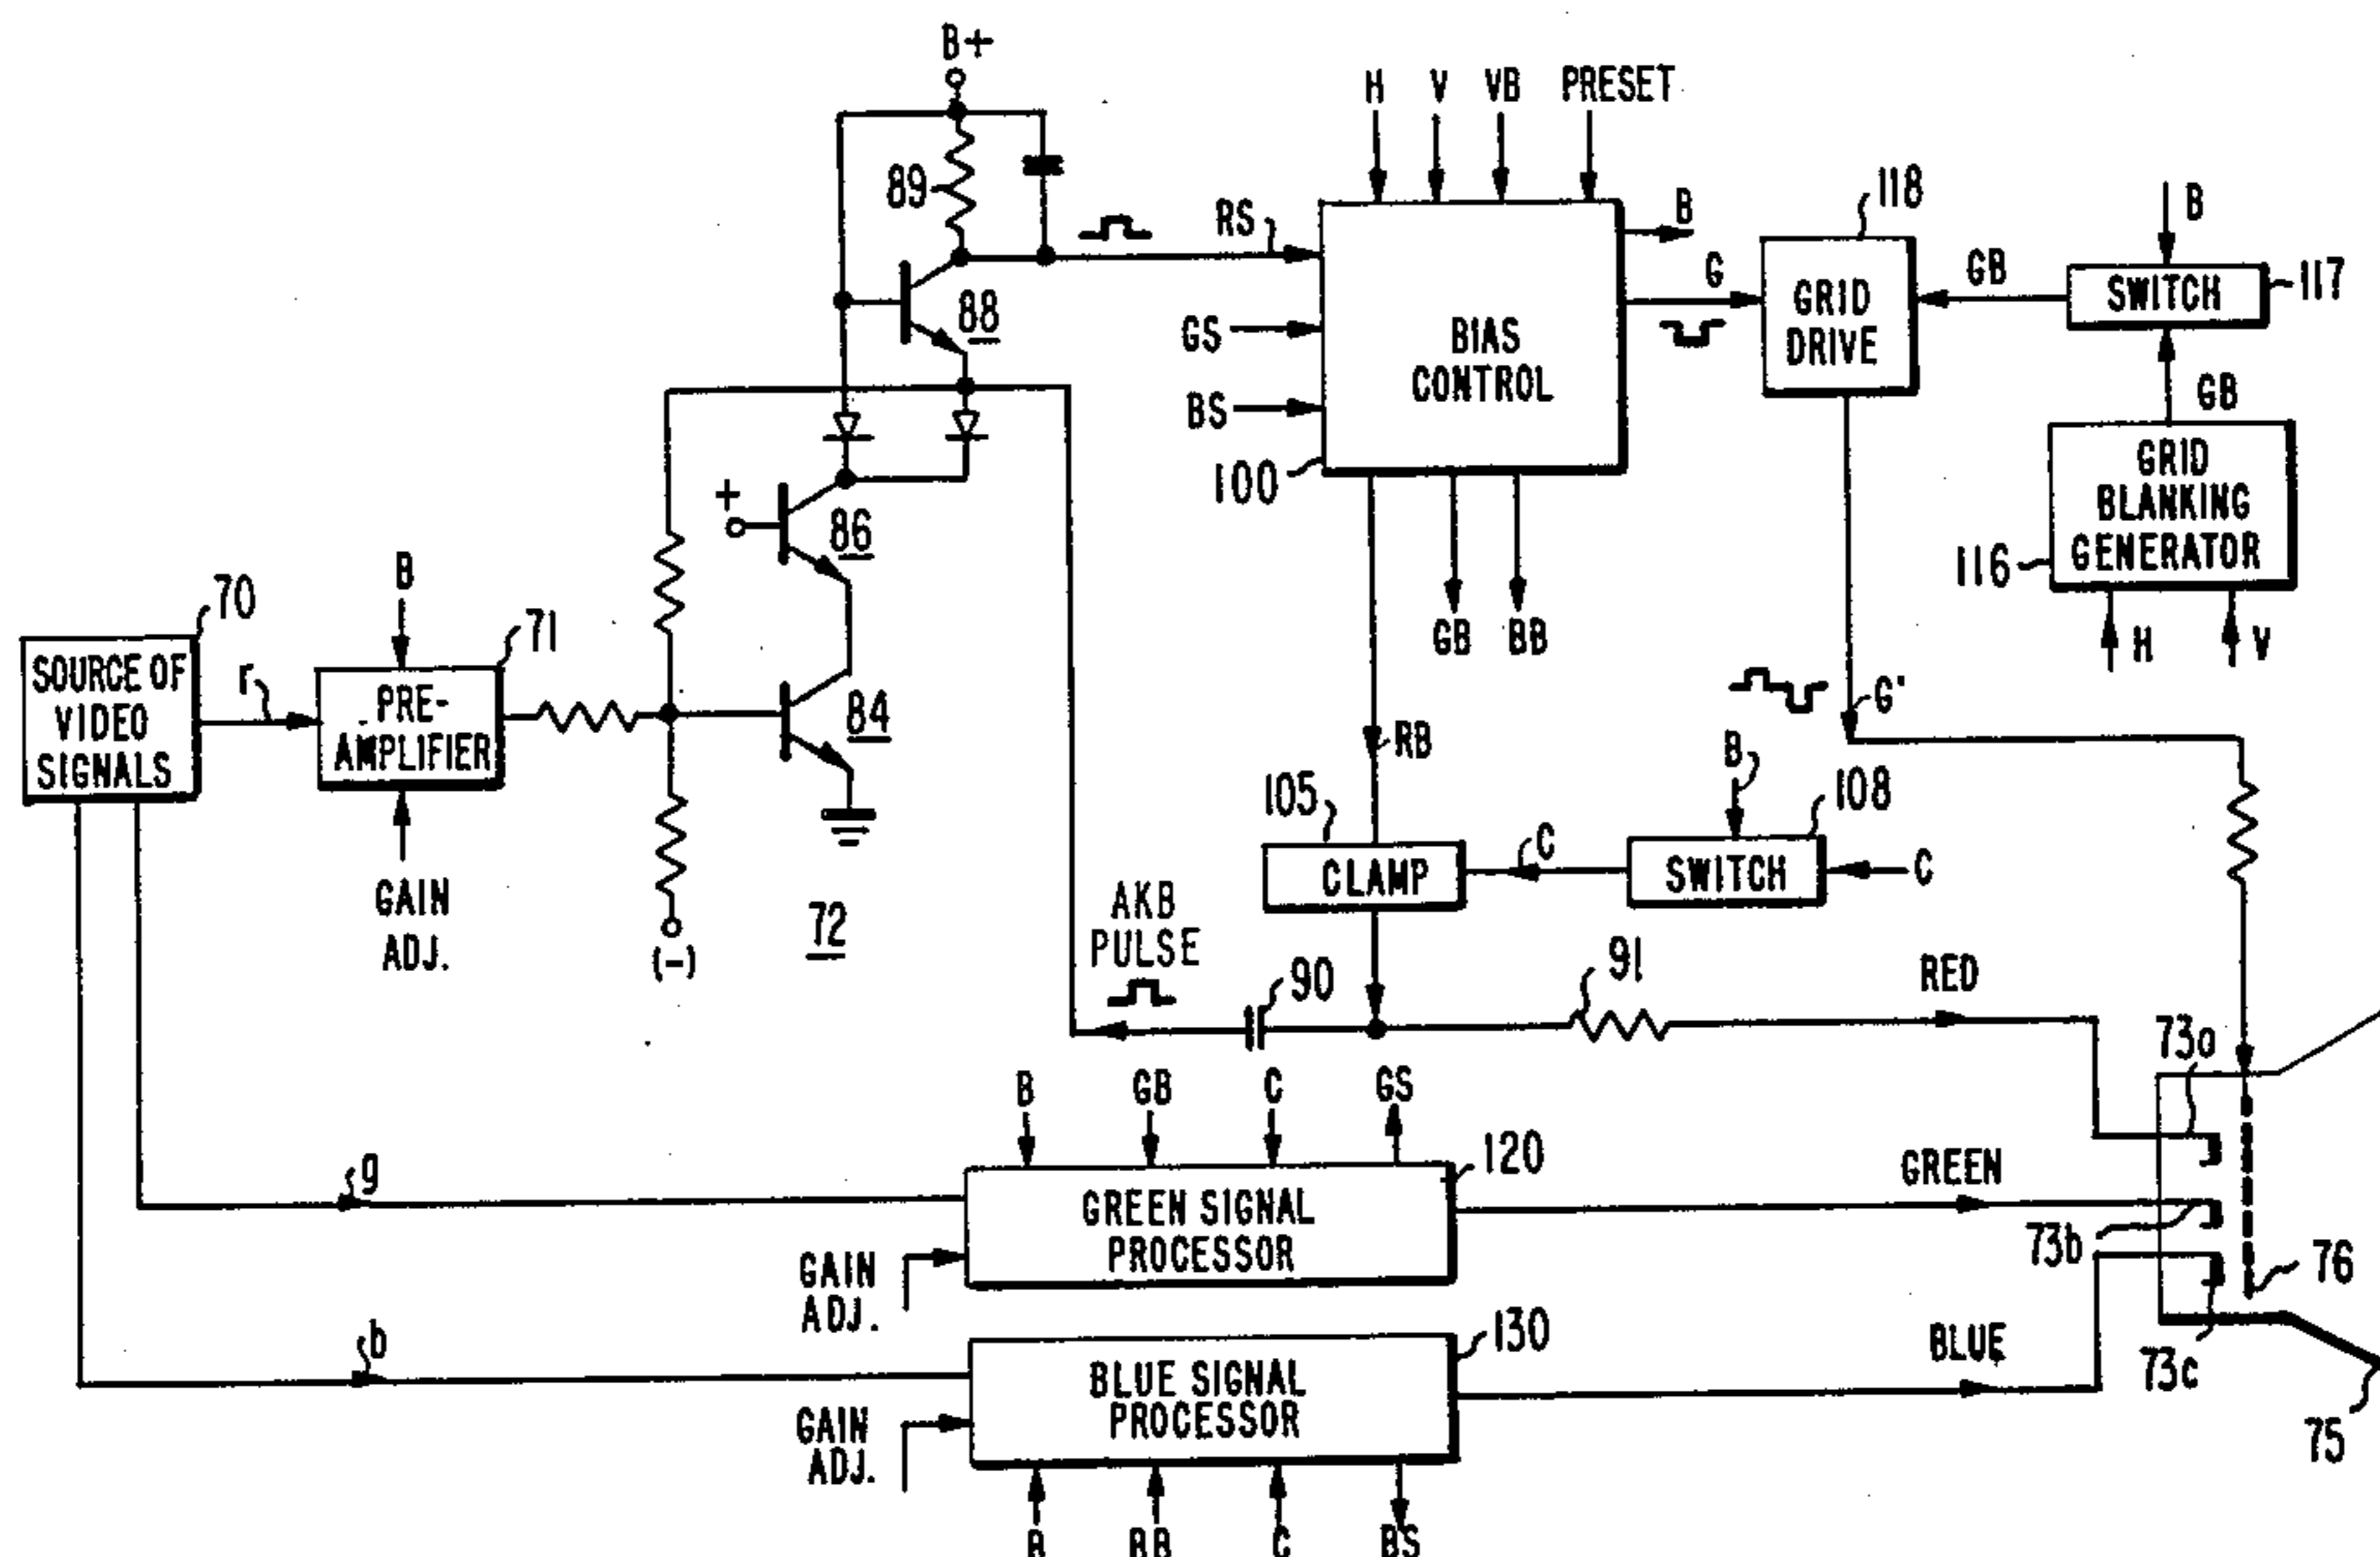 B+
H V VB PRESET
89
RS
B
118
B
G
GRID
DRIVE
GB
SWITCH
117
88
GS
BIAS
CONTROL
BS
100
GB
GRID
BLANKING
GENERATOR
116
H
V
+
86
GB
BB
B
70
71
SOURCE OF
VIDEO
SIGNALS
r
PRE-
AMPLIFIER
84
G'
RB
B
108
105
CLAMP
C
SWITCH
C
GAIN
ADJ.
72
(-)
AKB
PULSE
90
91
RED
73a
B
GB
C
GS
120
g
GREEN SIGNAL
PROCESSOR
GREEN
73b
76
GAIN
ADJ.
130
b
BLUE SIGNAL
PROCESSOR
BLUE
73c
75
GAIN
ADJ.
B
BB
C
BS